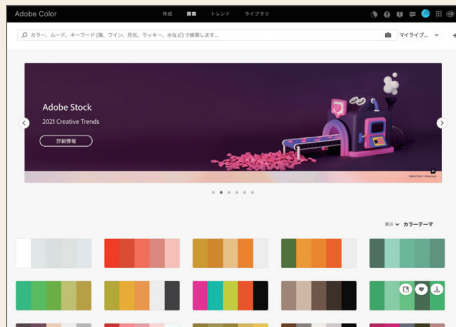 Adobe Color
作成 探索 トレンド ライブラリ
カラー、ムード、キーワード(海、ワイン、月光、ラッキー、水など)で検索します...
マイライブ...
Adobe Stock
2021 Creative Trends
詳細情報
カラーテーマ